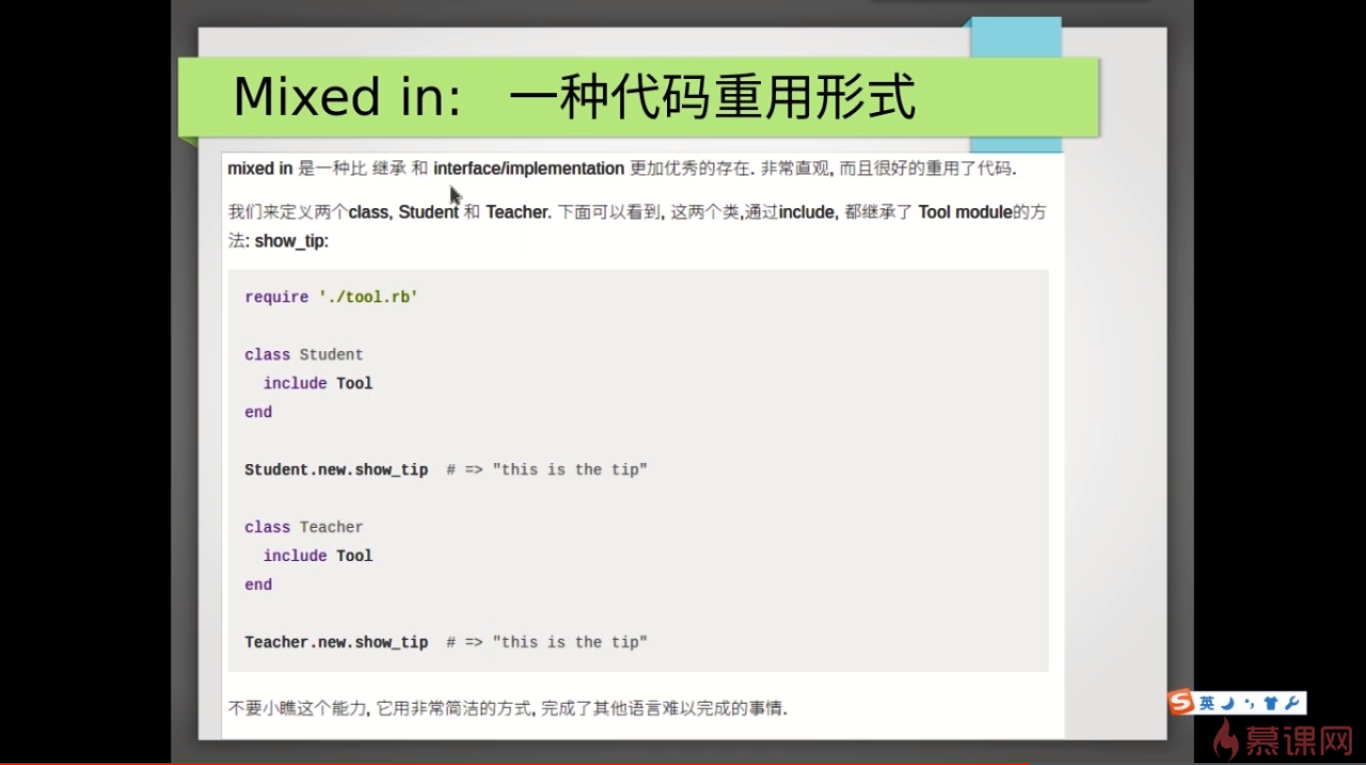 Mixed in: 一种代码重用形式
mixed in 是一种比 继承 和 interface/implementation 更加优秀的存在. 非常直观, 而且很好的重用了代码.
我们来定义两个class, Student 和 Teacher. 下面可以看到, 这两个类,通过include, 都继承了 Tool module的方
法: show_tip:
require './tool.rb'
class Student
  include Tool
end
Student.new.show_tip  # => "this is the tip"
class Teacher
  include Tool
end
Teacher.new.show_tip  # => "this is the tip"
不要小瞧这个能力, 它用非常简洁的方式, 完成了其他语言难以完成的事情.
S 英
慕课网